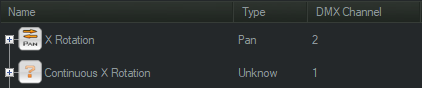 Name Type DMX Channel
PAN X Rotation Pan 2
? Continuous X Rotation Unknow 1